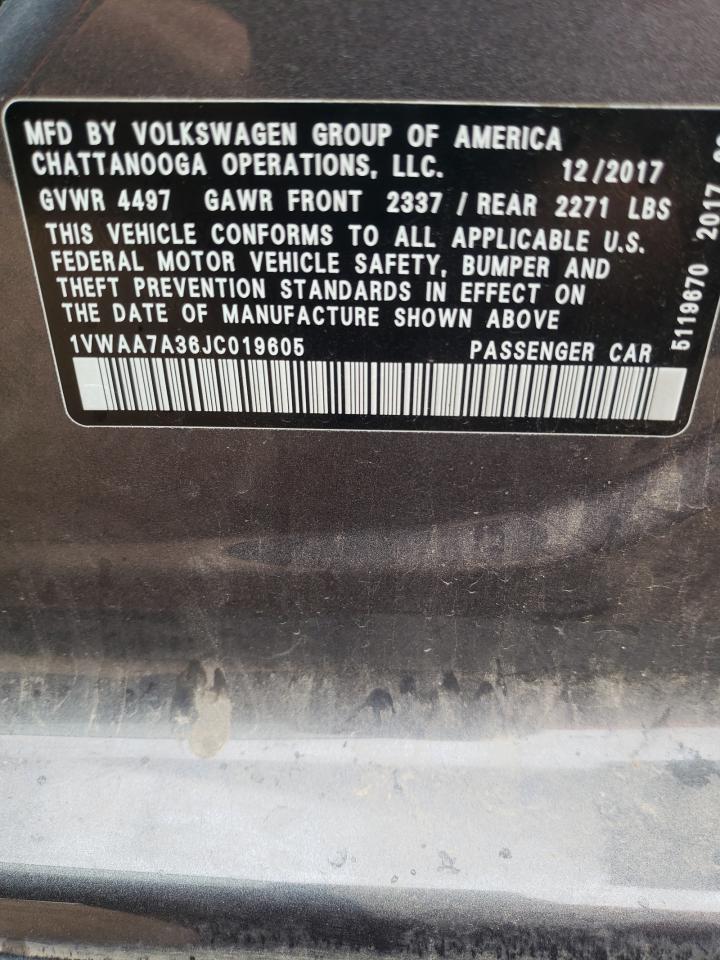 MFD BY VOLKSWAGEN GROUP OF AMERICA
CHATTANOOGA OPERATIONS, LLC. 12/2017
GVWR 4497 GAWR FRONT 2337 / REAR 2271 LBS
THIS VEHICLE CONFORMS TO ALL APPLICABLE U.S.
FEDERAL MOTOR VEHICLE SAFETY, BUMPER AND
THEFT PREVENTION STANDARDS IN EFFECT ON
THE DATE OF MANUFACTURE SHOWN ABOVE
1VWAA7A36JC019605 PASSENGER CAR
5119670 2017